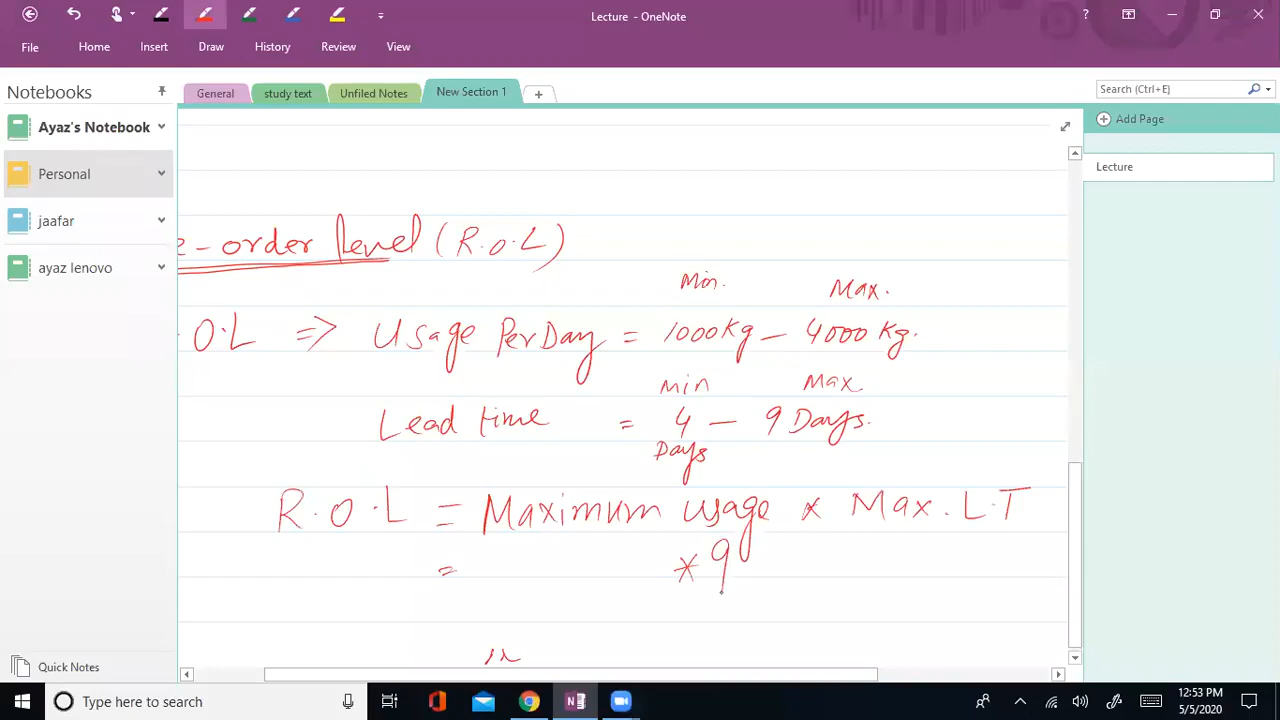 Lecture - OneNote
?
File Home Insert Draw History Review View
Notebooks
General study text Unfiled Notes New Section 1 +
Search (Ctrl+E)
Ayaz's Notebook
Personal
jaafar
ayaz lenovo
Add Page
Lecture
e-order level (R.O.L)
Min. Max.
.O.L => Usage Per Day = 1000 Kg - 4000 Kg.
Min Max
Lead time = 4 - 9 Days.
Days
R.O.L = Maximum usage x Max. L.T
= * 9
Quick Notes
Type here to search
12:53 PM
5/5/2020